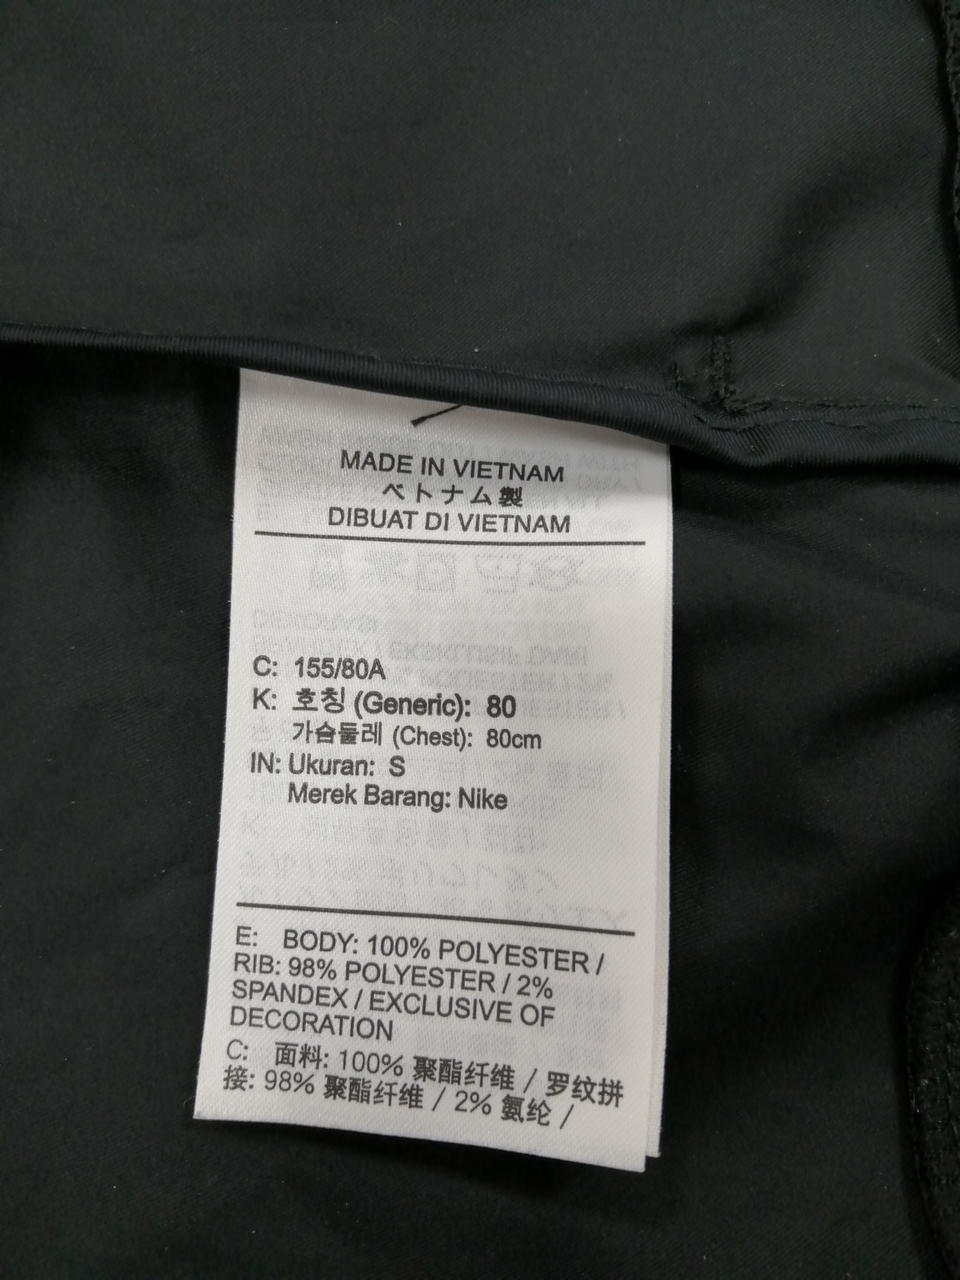 MADE IN VIETNAM
ベトナム製
DIBUAT DI VIETNAM
C: 155/80A
K: 호칭 (Generic): 80
가슴둘레 (Chest): 80cm
IN: Ukuran: S
Merek Barang: Nike
E: BODY: 100% POLYESTER /
RIB: 98% POLYESTER / 2%
SPANDEX / EXCLUSIVE OF
DECORATION
C: 面料: 100% 聚酯纤维 / 罗纹拼
接: 98% 聚酯纤维 / 2% 氨纶 /